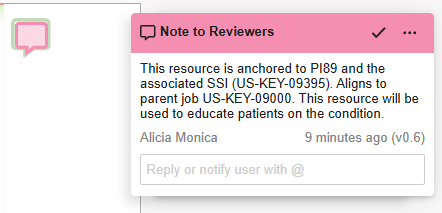 Note to Reviewers
This resource is anchored to PI89 and the
associated SSI (US-KEY-09395). Aligns to
parent job US-KEY-09000. This resource will be
used to educate patients on the condition.
Alicia Monica 9 minutes ago (v0.6)
Reply or notify user with @